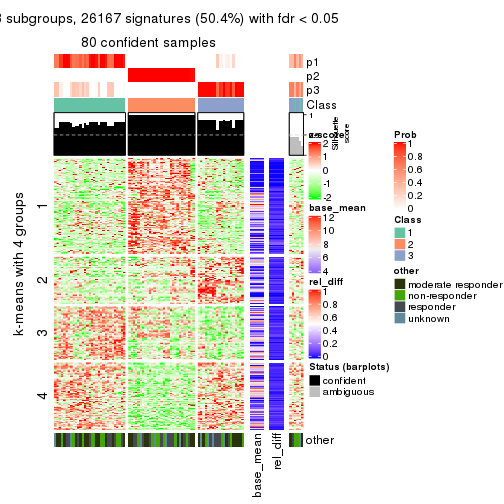 3 subgroups, 26167 signatures (50.4%) with fdr < 0.05
80 confident samples
p1
p2
p3
Class
1
Silhouette
score
k-means with 4 groups
1
2
3
4
other
base_mean
rel_diff
z-score
2
1
0
-1
-2
base_mean
12
10
8
6
4
rel_diff
1
0.8
0.6
0.4
0.2
0
Status (barplots)
confident
ambiguous
Prob
1
0.8
0.6
0.4
0.2
0
Class
1
2
3
other
moderate responder
non-responder
responder
unknown